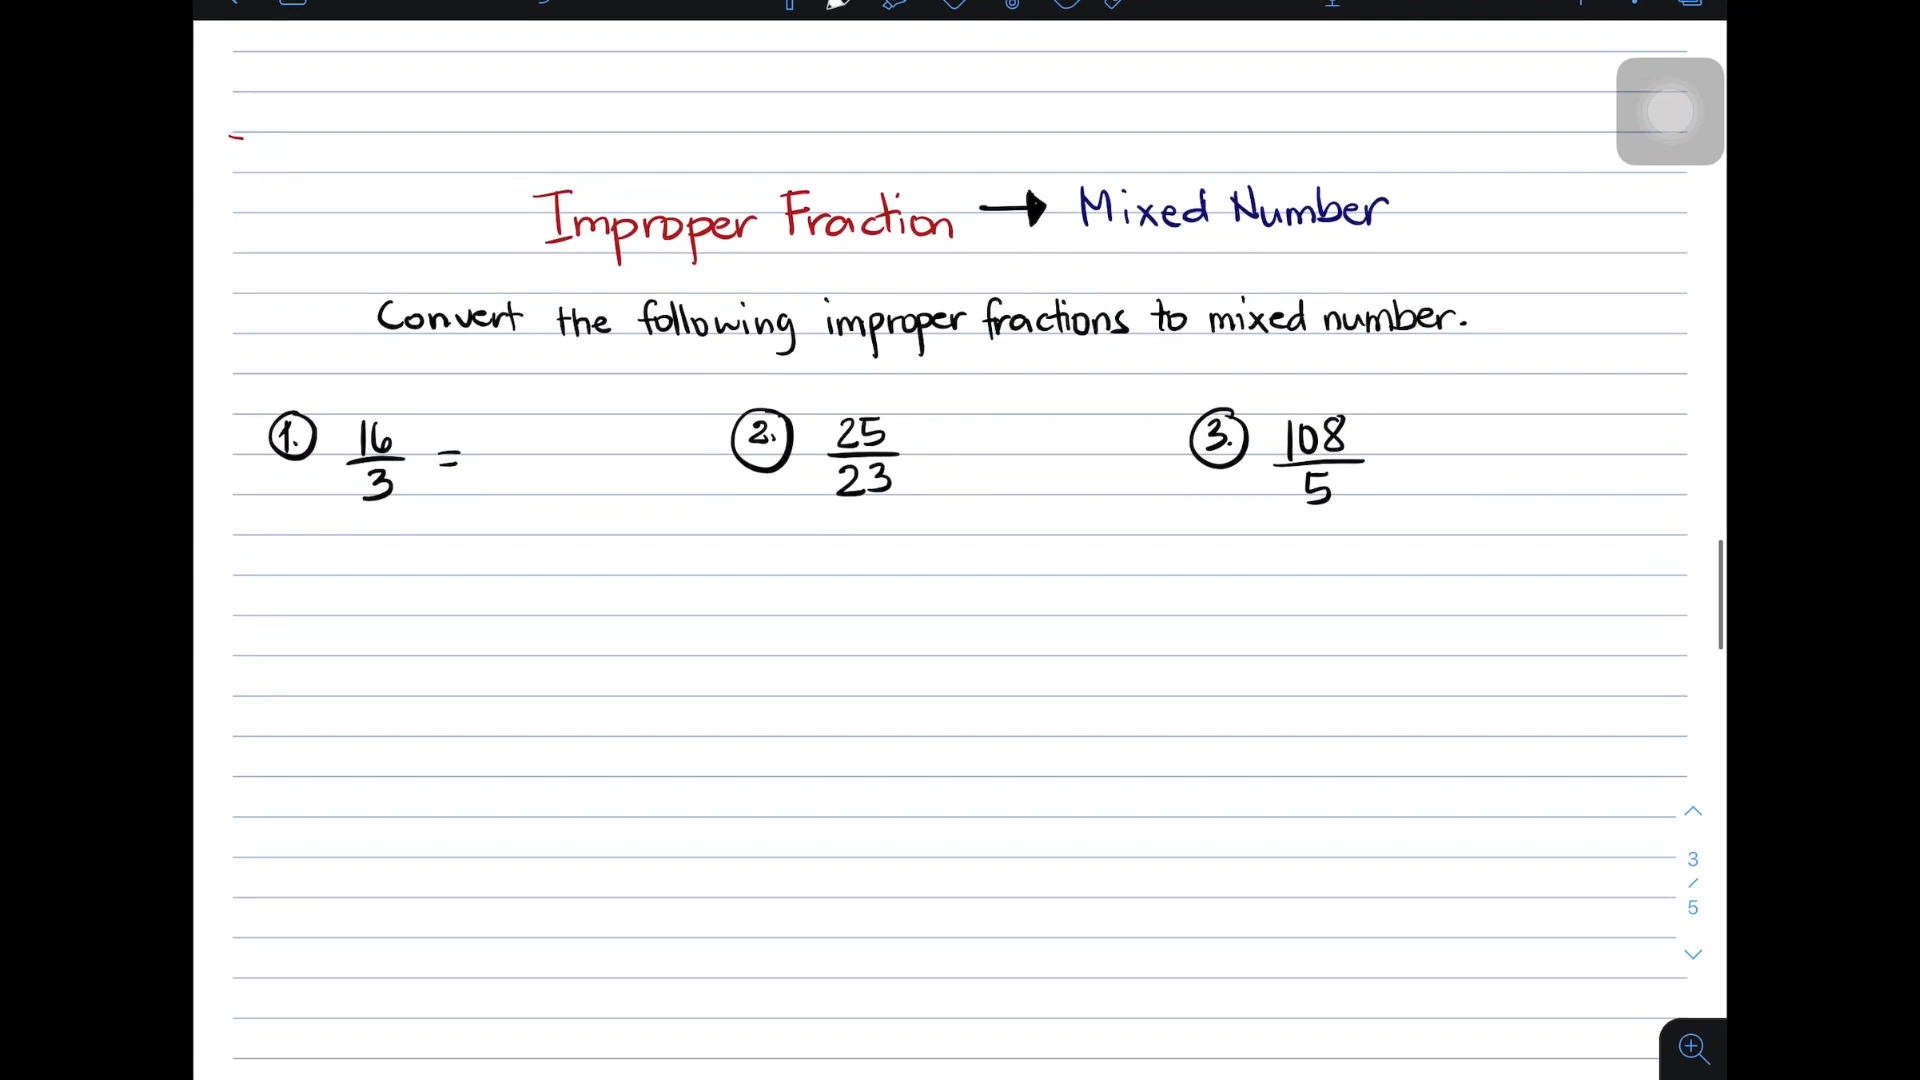 Improper Fraction → Mixed Number
Convert the following improper fractions to mixed number.
1. 16/3 = 2. 25/23 3. 108/5
3
/
5